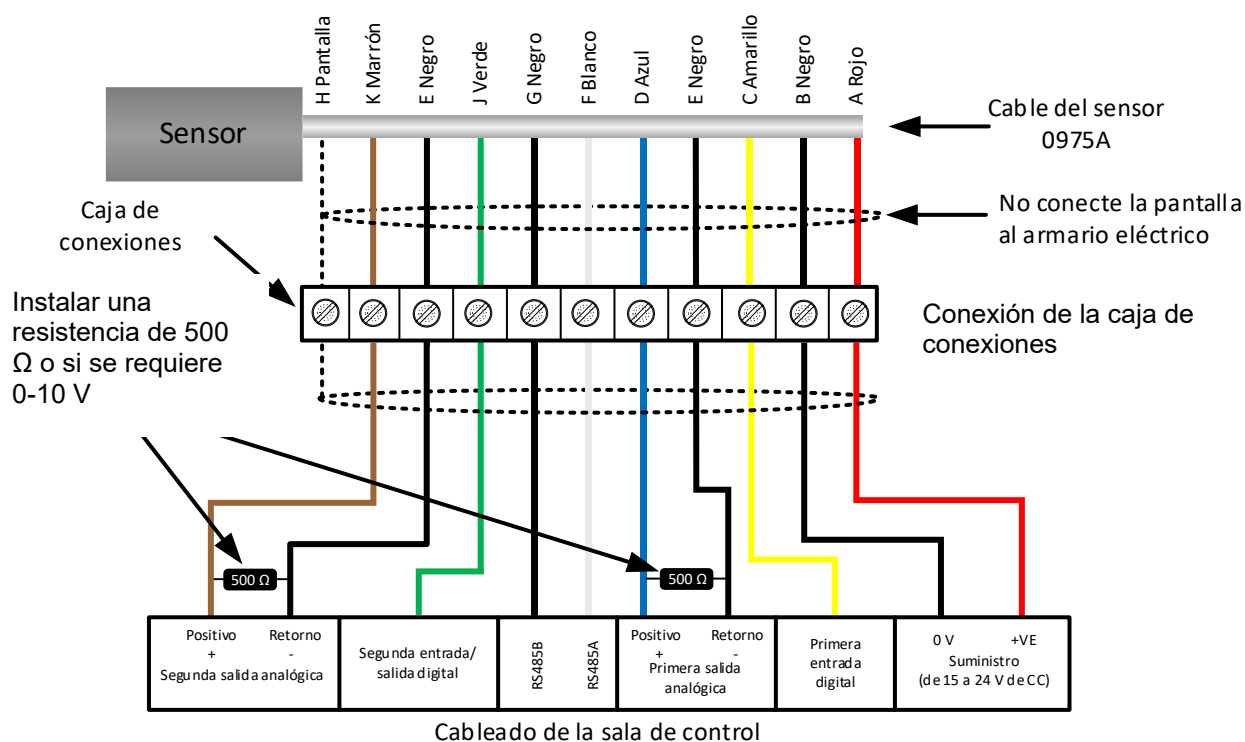 H Pantalla
K Marrón
E Negro
J Verde
G Negro
F Blanco
D Azul
E Negro
C Amarillo
B Negro
A Rojo
Sensor
Cable del sensor
0975A
Caja de
conexiones
No conecte la pantalla
al armario eléctrico
Instalar una
resistencia de 500
Ω o si se requiere
0-10 V
Conexión de la caja de
conexiones
500 Ω
500 Ω
Positivo
+
Retorno
-
Segunda salida analógica
Segunda entrada/
salida digital
RS485B
RS485A
Positivo
+
Retorno
-
Primera salida
analógica
Primera
entrada
digital
0 V
+VE
Suministro
(de 15 a 24 V de CC)
Cableado de la sala de control